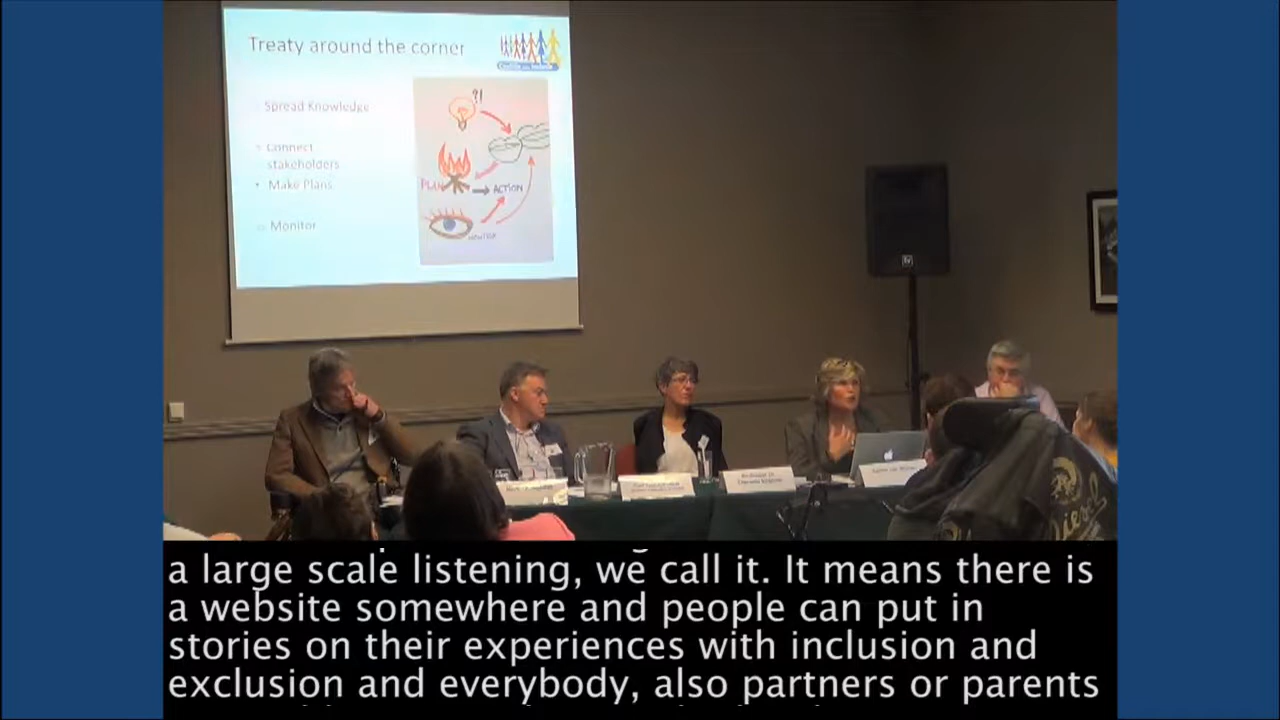 Treaty around the corner
Spread Knowledge
Connect
stakeholders
Make Plans
Monitor
?!
PLAN
ACTION
a large scale listening, we call it. It means there is
a website somewhere and people can put in
stories on their experiences with inclusion and
exclusion and everybody, also partners or parents
Diesel